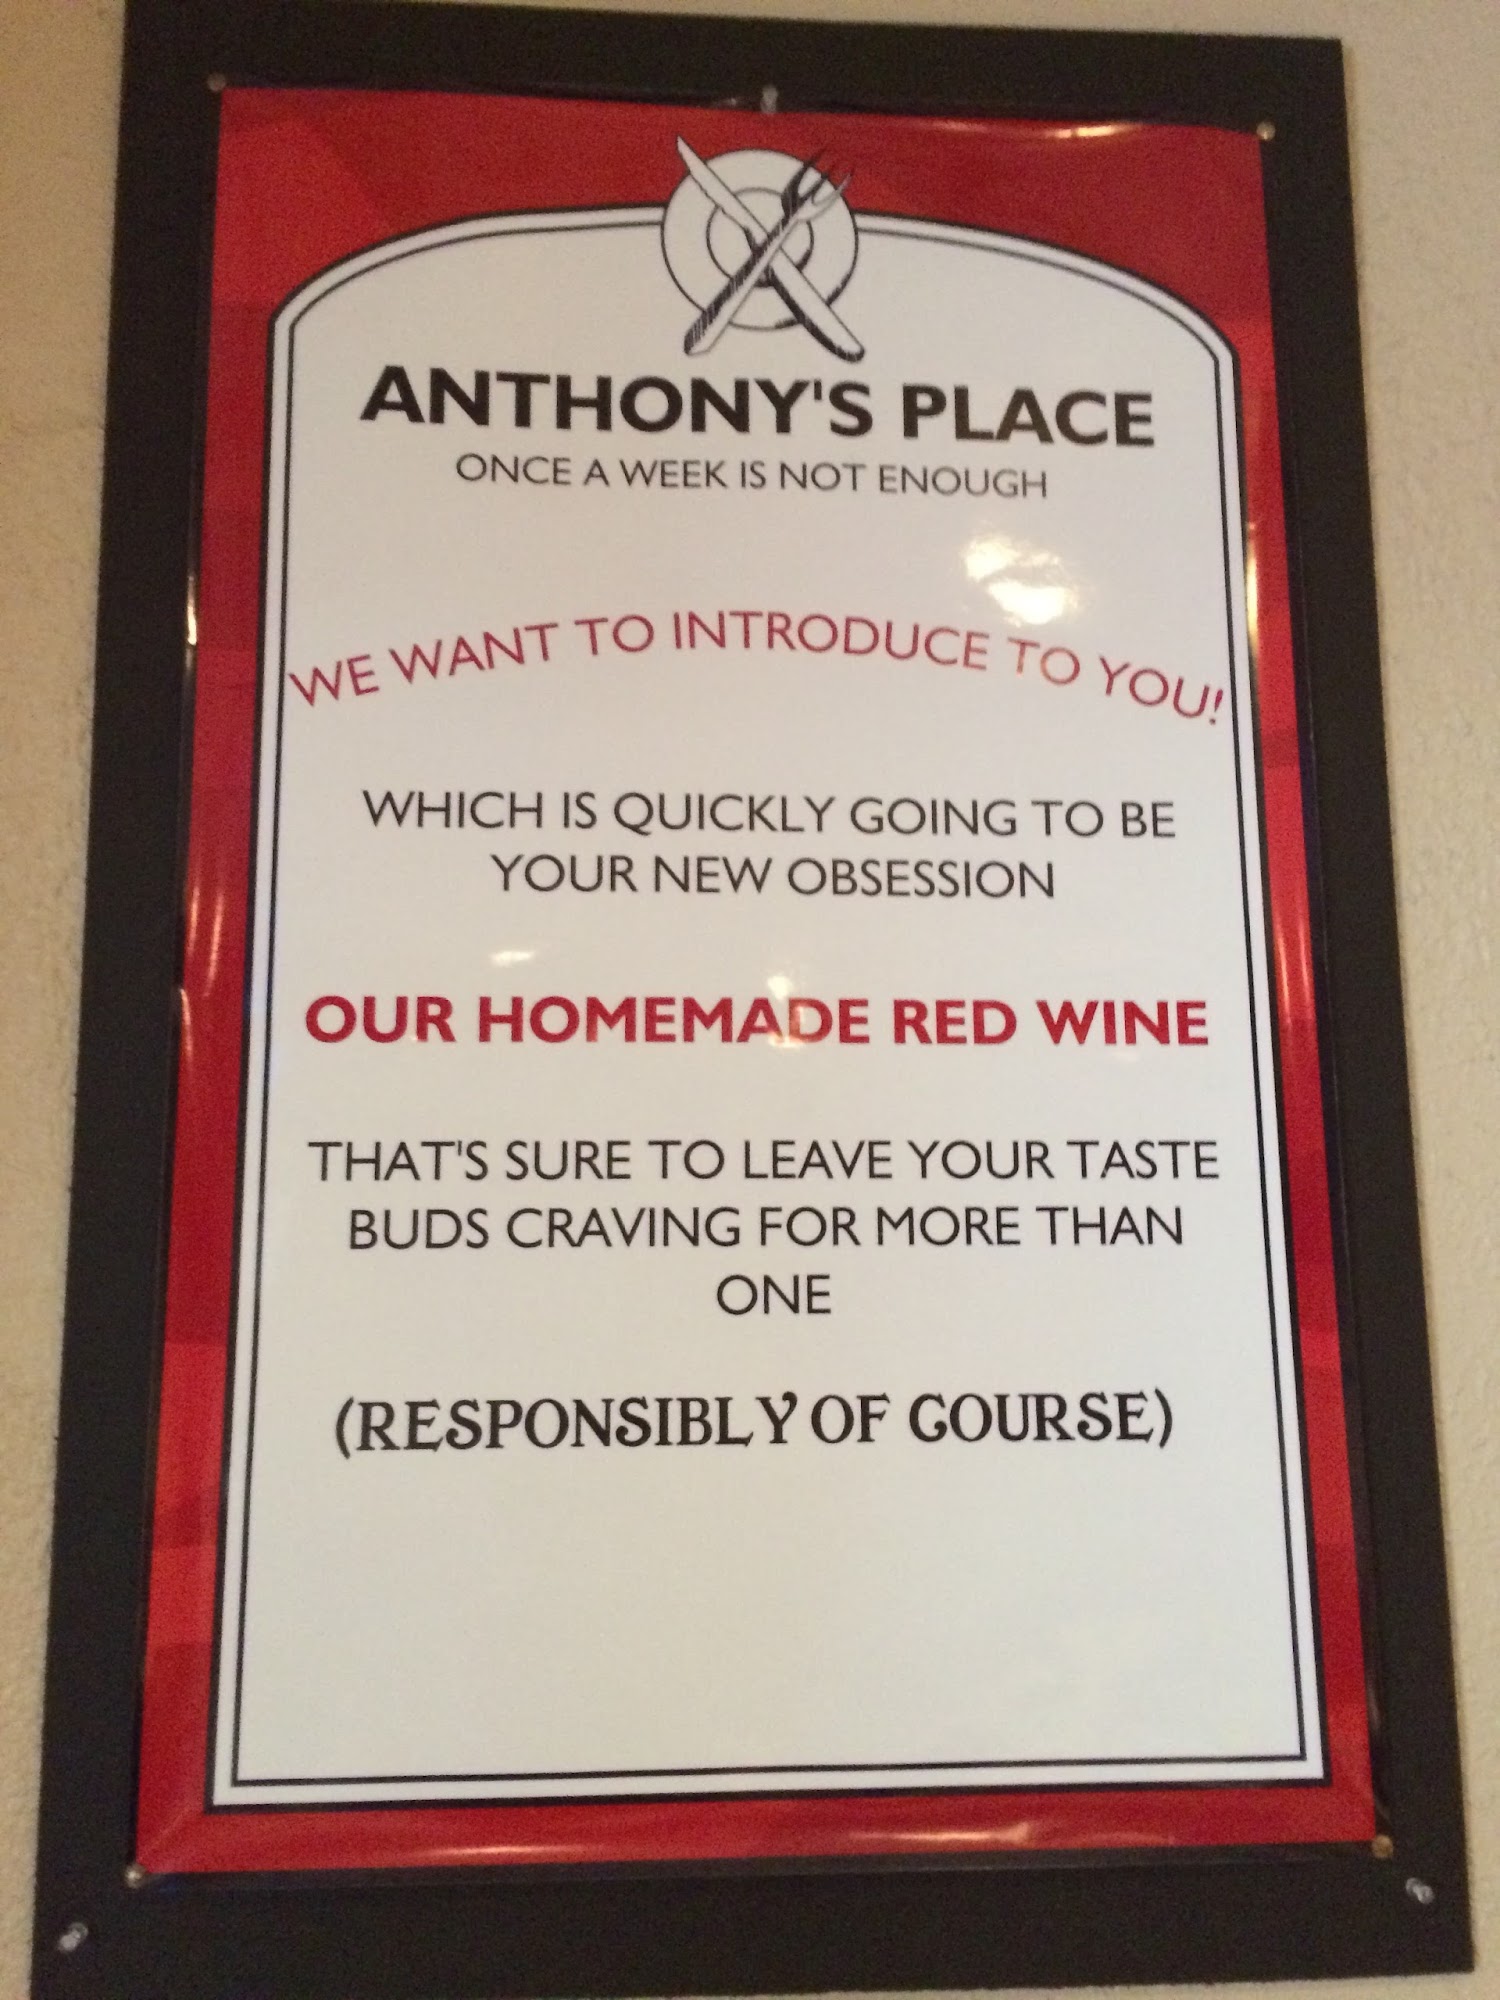 ANTHONY'S PLACE
ONCE A WEEK IS NOT ENOUGH
WE WANT TO INTRODUCE TO YOU!
WHICH IS QUICKLY GOING TO BE
YOUR NEW OBSESSION
OUR HOMEMADE RED WINE
THAT'S SURE TO LEAVE YOUR TASTE
BUDS CRAVING FOR MORE THAN
ONE
(RESPONSIBLY OF COURSE)